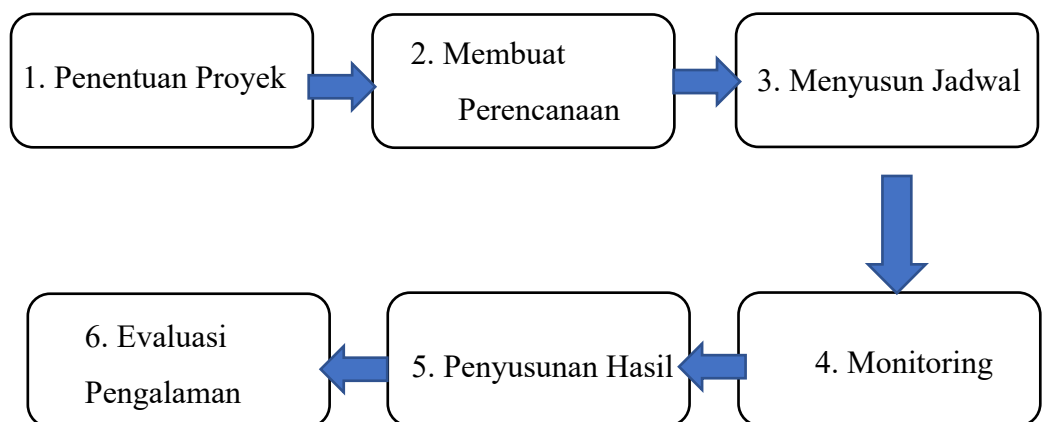 1. Penentuan Proyek
2. Membuat
Perencanaan
3. Menyusun Jadwal
4. Monitoring
5. Penyusunan Hasil
6. Evaluasi
Pengalaman